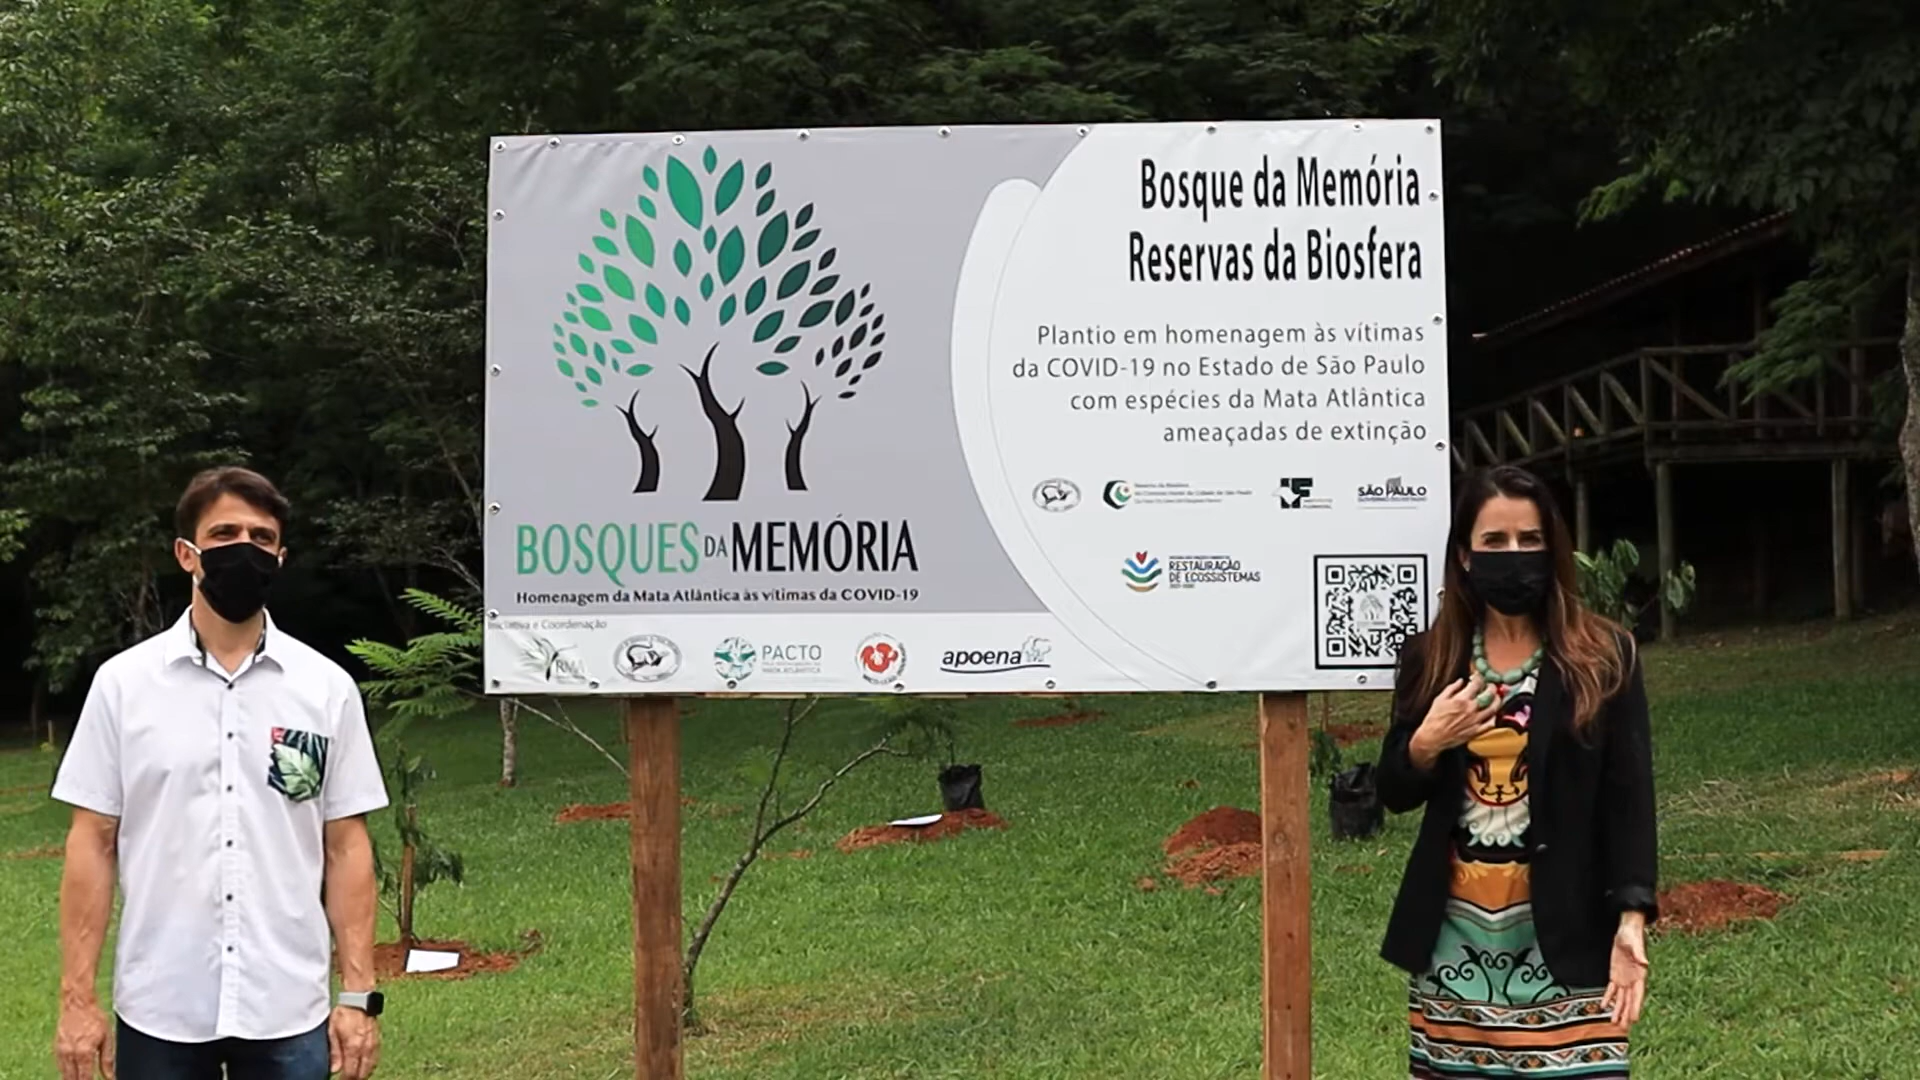 BOSQUES DA MEMÓRIA
Homenagem da Mata Atlântica às vítimas da COVID-19
Iniciativa e Coordenação
RMA
PACTO
MATA ATLÂNTICA
apoena
Bosque da Memória
Reservas da Biosfera
Plantio em homenagem às vítimas
da COVID-19 no Estado de São Paulo
com espécies da Mata Atlântica
ameaçadas de extinção
IF
SÃO PAULO
RESTAURAÇÃO
DE ECOSSISTEMAS